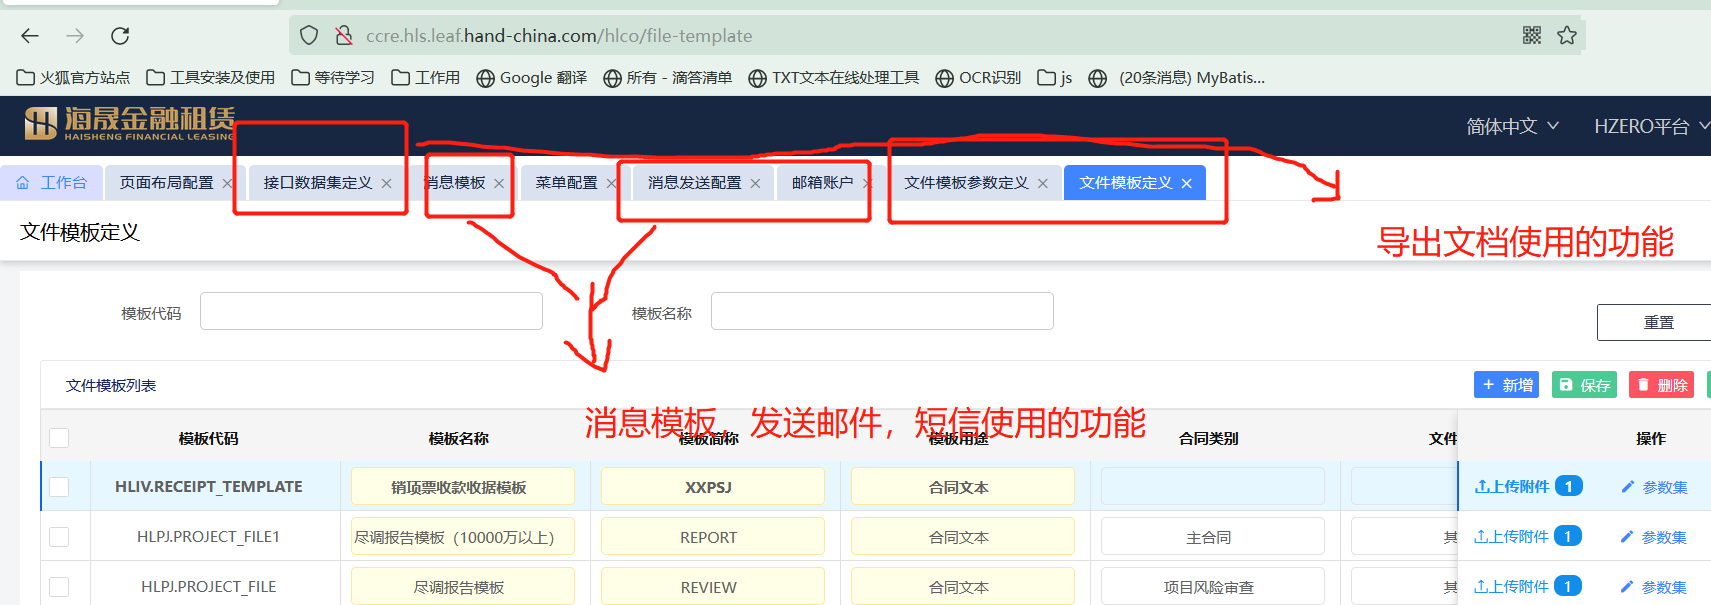 ccre.hls.leaf.hand-china.com/hlco/file-template
火狐官方站点 工具安装及使用 等待学习 工作用 Google 翻译 所有 - 滴答清单 TXT文本在线处理工具 OCR识别 js (20条消息) MyBatis...
海晟金融租赁
HAISHENG FINANCIAL LEASING
简体中文 HZERO平台
工作台 页面布局配置 接口数据集定义 消息模板 菜单配置 消息发送配置 邮箱账户 文件模板参数定义 文件模板定义
文件模板定义
导出文档使用的功能
模板代码 模板名称
重置
文件模板列表 新增 保存 删除
消息模板，发送邮件，短信使用的功能
模板代码 模板名称 模板简称 模板用途 合同类别 文件 操作
HLIV.RECEIPT_TEMPLATE 销项票收款收据模板 XXPSJ 合同文本 上传附件 1 参数集
HLPJ.PROJECT_FILE1 尽调报告模板（10000万以上） REPORT 合同文本 主合同 其 上传附件 1 参数集
HLPJ.PROJECT_FILE 尽调报告模板 REVIEW 合同文本 项目风险审查 其 上传附件 1 参数集